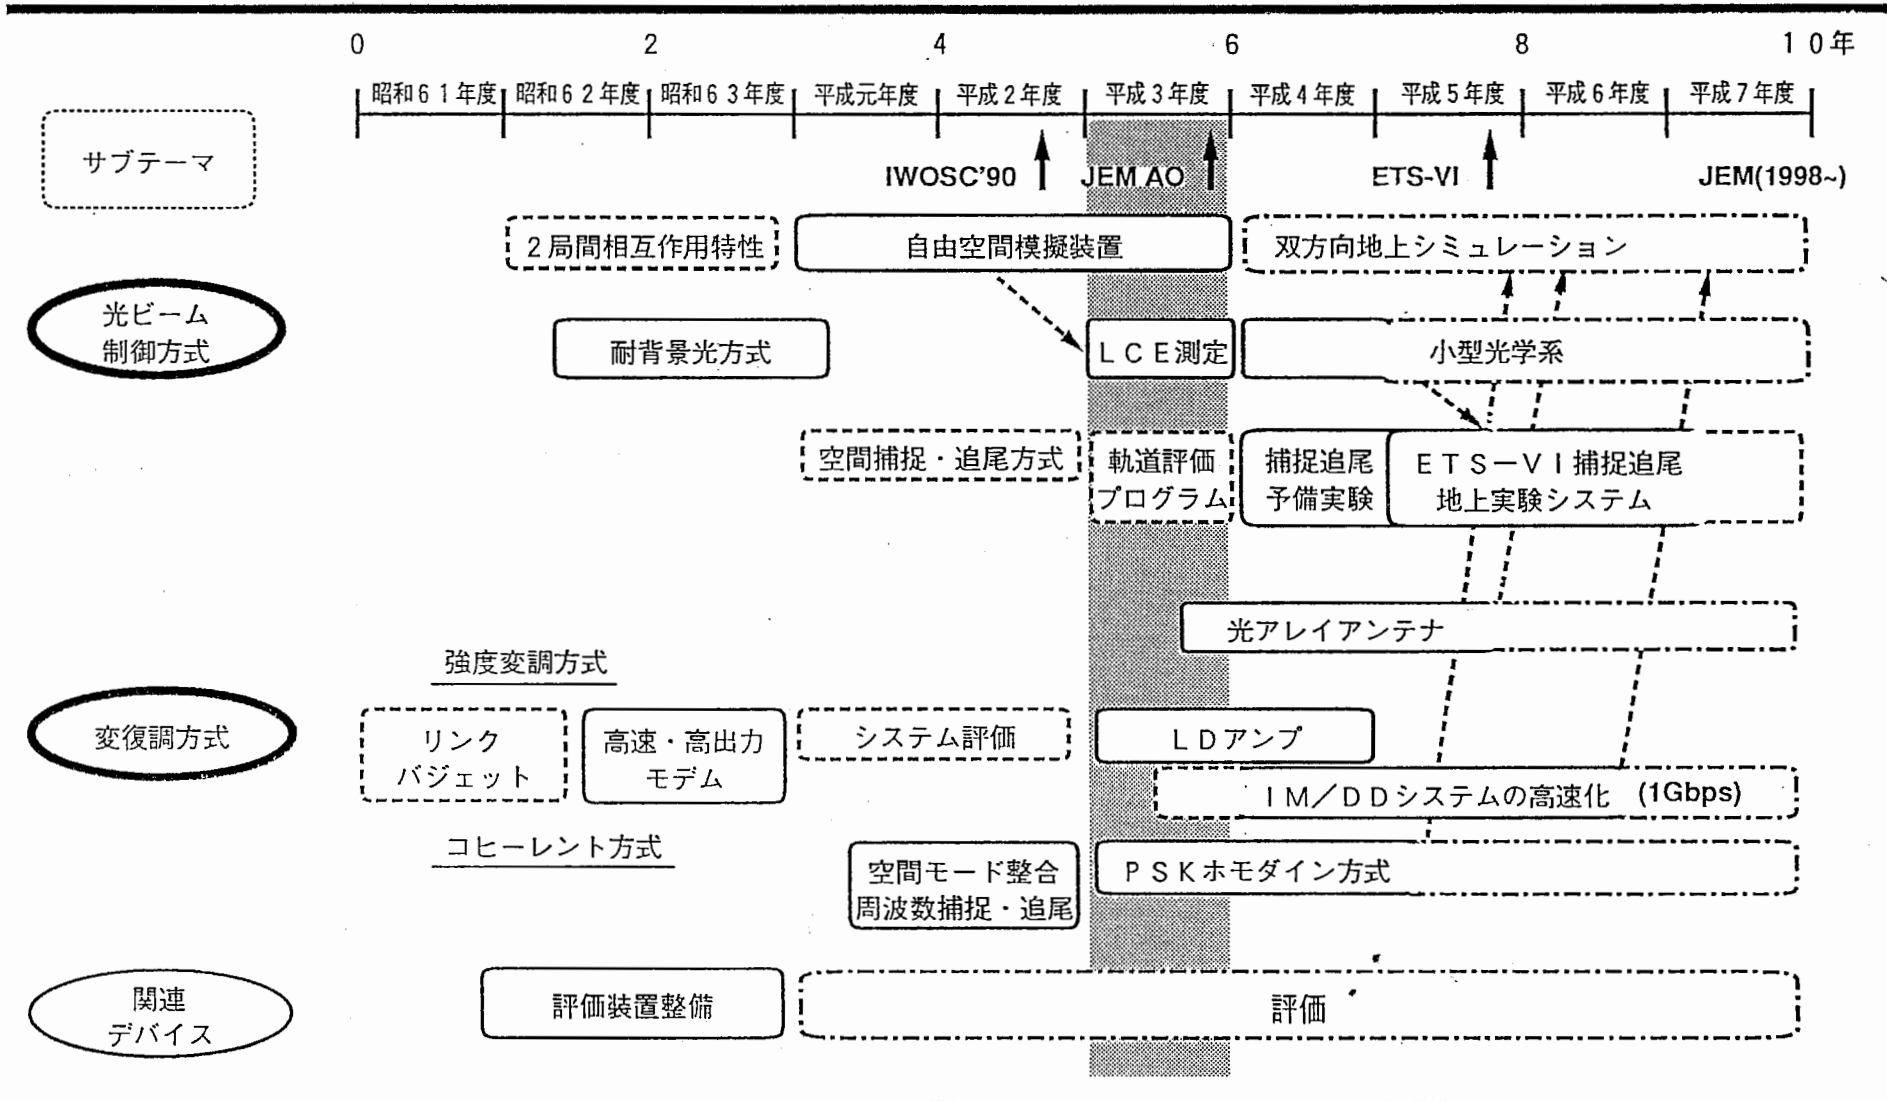 0 2 4 6 8 10年
昭和61年度 昭和62年度 昭和63年度 平成元年度 平成2年度 平成3年度 平成4年度 平成5年度 平成6年度 平成7年度
サブテーマ
IWOSC'90 JEM AO ETS-VI JEM(1998~)
2局間相互作用特性 自由空間模擬装置 双方向地上シミュレーション
光ビーム
制御方式
耐背景光方式 LCE測定 小型光学系
空間捕捉・追尾方式
軌道評価
プログラム
捕捉追尾
予備実験
ETS－VI捕捉追尾
地上実験システム
光アレイアンテナ
強度変調方式
変復調方式
リンク
バジェット
高速・高出力
モデム
システム評価 LDアンプ
IM／DDシステムの高速化 (1Gbps)
コヒーレント方式
空間モード整合
周波数捕捉・追尾
PSKホモダイン方式
関連
デバイス
評価装置整備 評価